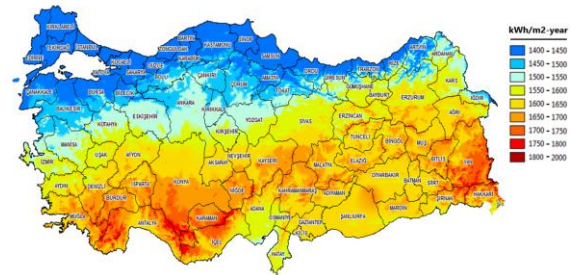 kWh/m2-year
1400 - 1450
1450 - 1500
1500 - 1550
1550 - 1600
1600 - 1650
1650 - 1700
1700 - 1750
1750 - 1800
1800 - 2000
KIRKLARELİ
EDİRNE
TEKİRDAĞ
İSTANBUL
KOCAELİ
SAKARYA
DÜZCE
BOLU
ZONGULDAK
BARTIN
KARABÜK
KASTAMONU
SİNOP
SAMSUN
ÇANKIRI
ÇORUM
AMASYA
TOKAT
ORDU
GİRESUN
TRABZON
RİZE
ARTVİN
ARDAHAN
KARS
IĞDIR
GÜMÜŞHANE
BAYBURT
ERZURUM
AĞRI
ÇANAKKALE
BALIKESİR
BURSA
BİLECİK
ESKİŞEHİR
KÜTAHYA
ANKARA
KIRIKKALE
KIRŞEHİR
YOZGAT
SİVAS
ERZİNCAN
TUNCELİ
BİNGÖL
MUŞ
BİTLİS
VAN
MANİSA
İZMİR
UŞAK
AFYON
KONYA
AKSARAY
NEVŞEHİR
KAYSERİ
MALATYA
ELAZIĞ
DİYARBAKIR
BATMAN
SİİRT
HAKKARİ
ŞIRNAK
AYDIN
DENİZLİ
ISPARTA
BURDUR
MUĞLA
ANTALYA
KARAMAN
NİĞDE
İÇEL
ADANA
KAHRAMANMARAŞ
ADIYAMAN
OSMANİYE
GAZİANTEP
KİLİS
ŞANLIURFA
MARDİN
HATAY